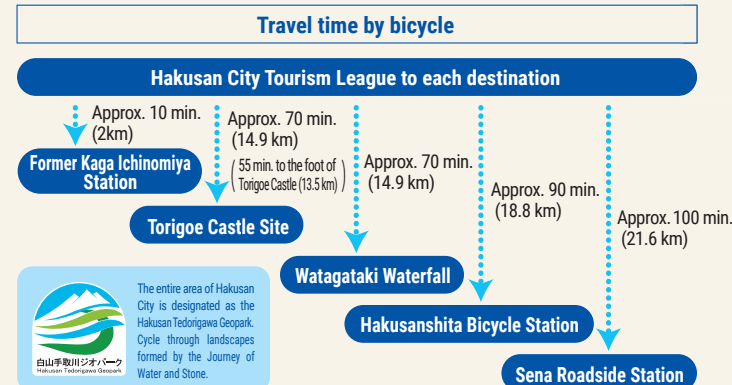 Travel time by bicycle
Hakusan City Tourism League to each destination
Approx. 10 min.
(2km)
Former Kaga Ichinomiya
Station
Approx. 70 min.
(14.9 km)
( 55 min. to the foot of
Torigoe Castle (13.5 km) )
Torigoe Castle Site
Approx. 70 min.
(14.9 km)
Watagataki Waterfall
Approx. 90 min.
(18.8 km)
Hakusanshita Bicycle Station
Approx. 100 min.
(21.6 km)
Sena Roadside Station
白山手取川ジオパーク
Hakusan Tedorigawa Geopark
The entire area of Hakusan
City is designated as the
Hakusan Tedorigawa Geopark.
Cycle through landscapes
formed by the Journey of
Water and Stone.